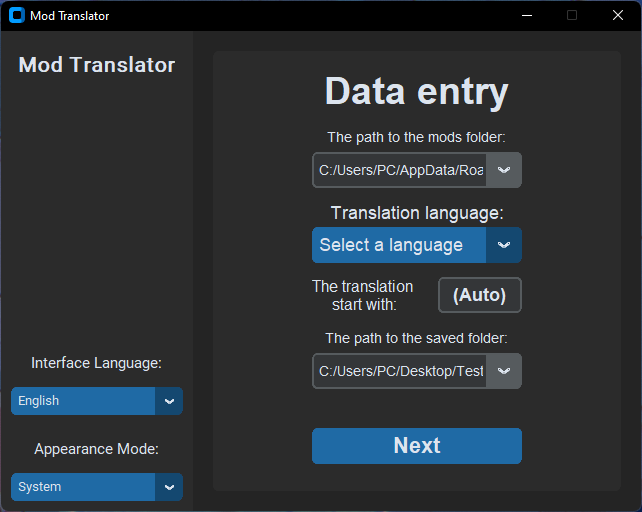 Mod Translator
Mod Translator
Data entry
The path to the mods folder:
C:/Users/PC/AppData/Roa
Translation language:
Select a language
The translation
start with:
(Auto)
The path to the saved folder:
C:/Users/PC/Desktop/Test
Next
Interface Language:
English
Appearance Mode:
System